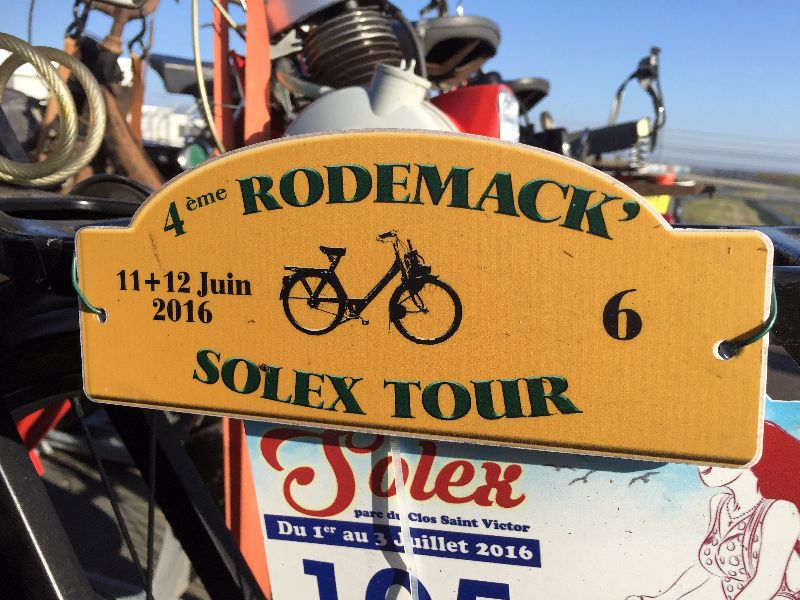 4ème RODEMACK'
11+12 Juin
2016
6
SOLEX TOUR
Solex
parc du Clos Saint Victor
Du 1er au 3 Juillet 2016